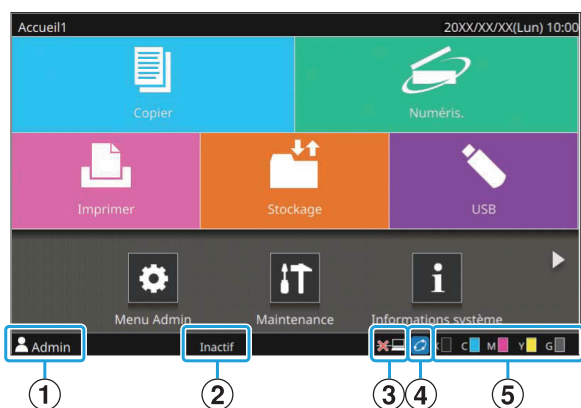 Accueil1 20XX/XX/XX(Lun) 10:00
Copier Numéris.
Imprimer Stockage USB
Menu Admin Maintenance Informations système
Admin Inactif K C M Y G
1 2 3 4 5